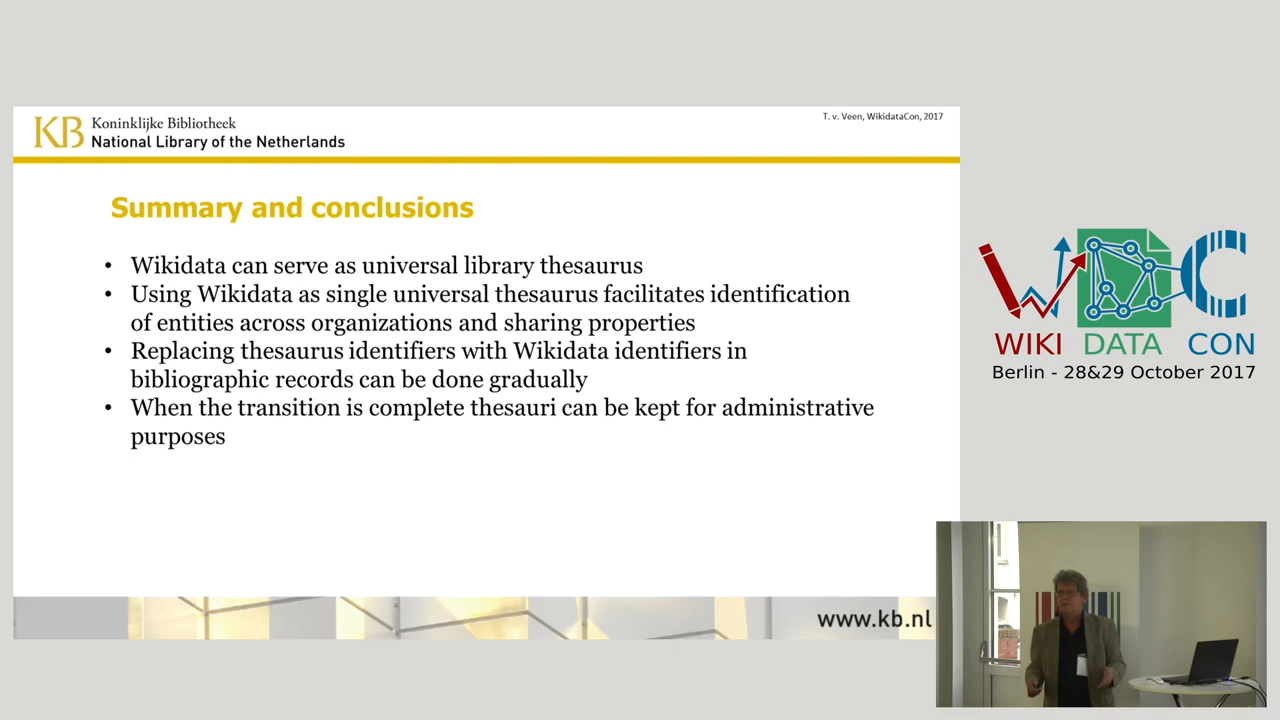 KB Koninklijke Bibliotheek
National Library of the Netherlands
T. v. Veen, WikidataCon, 2017
Summary and conclusions
• Wikidata can serve as universal library thesaurus
• Using Wikidata as single universal thesaurus facilitates identification
of entities across organizations and sharing properties
• Replacing thesaurus identifiers with Wikidata identifiers in
bibliographic records can be done gradually
• When the transition is complete thesauri can be kept for administrative
purposes
www.kb.nl
WDC
WIKI DATA CON
Berlin - 28&29 October 2017